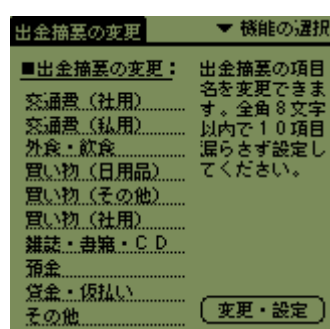 出金摘要の変更
▼ 機能の選択
■出金摘要の変更：
交通費（社用）
交通費（私用）
外食・飲食
買い物（日用品）
買い物（その他）
買い物（社用）
雑誌・書籍・ＣＤ
預金
貸金・仮払い
その他
出金摘要の項目
名を変更できま
す。全角８文字
以内で１０項目
漏らさず設定し
てください。
変更・設定